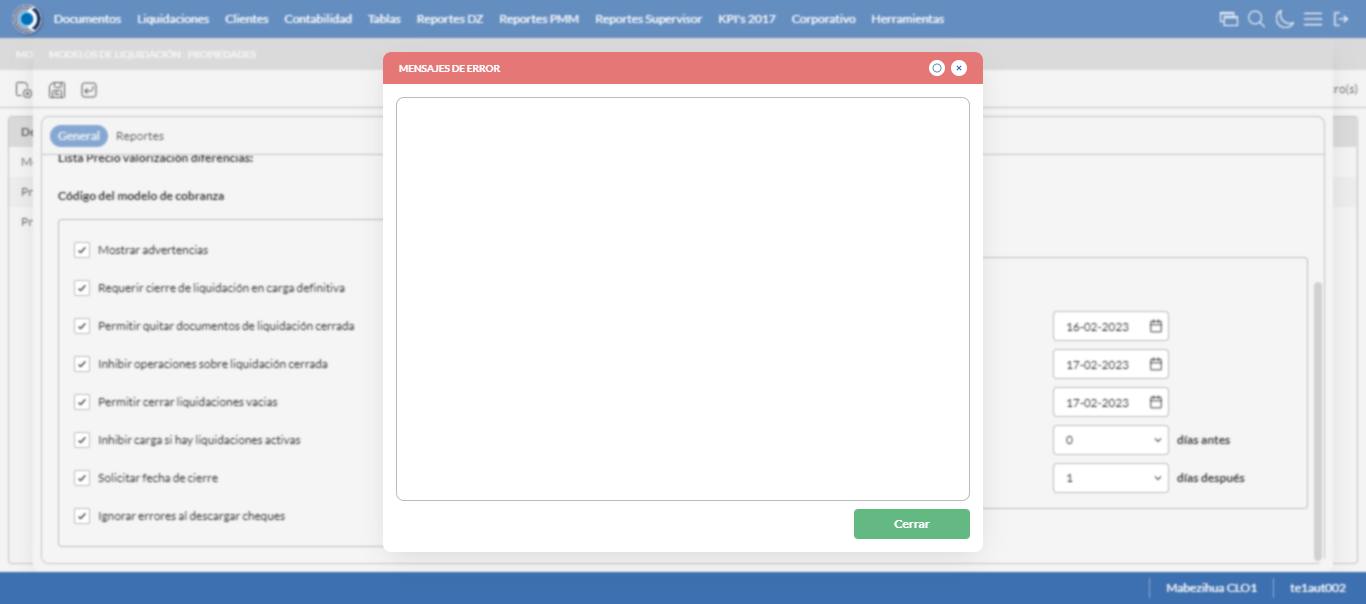 Documentos Liquidaciones Clientes Contabilidad Tablas Reportes DZ Reportes PMM Reportes Supervisor KPI's 2017 Corporativo Herramientas
MO MODELOS DE LIQUIDACIÓN: PROPIEDADES
MENSAJES DE ERROR
ro(s)
De
General Reportes
Mo
Lista Precio valorización diferencias:
Pr
Código del modelo de cobranza
Pr
Mostrar advertencias
Requerir cierre de liquidación en carga definitiva
Permitir quitar documentos de liquidación cerrada
16-02-2023
Inhibir operaciones sobre liquidación cerrada
17-02-2023
Permitir cerrar liquidaciones vacias
17-02-2023
Inhibir carga si hay liquidaciones activas
0 días antes
Solicitar fecha de cierre
1 días después
Ignorar errores al descargar cheques
Cerrar
Mabezihua CLO1 te1aut002